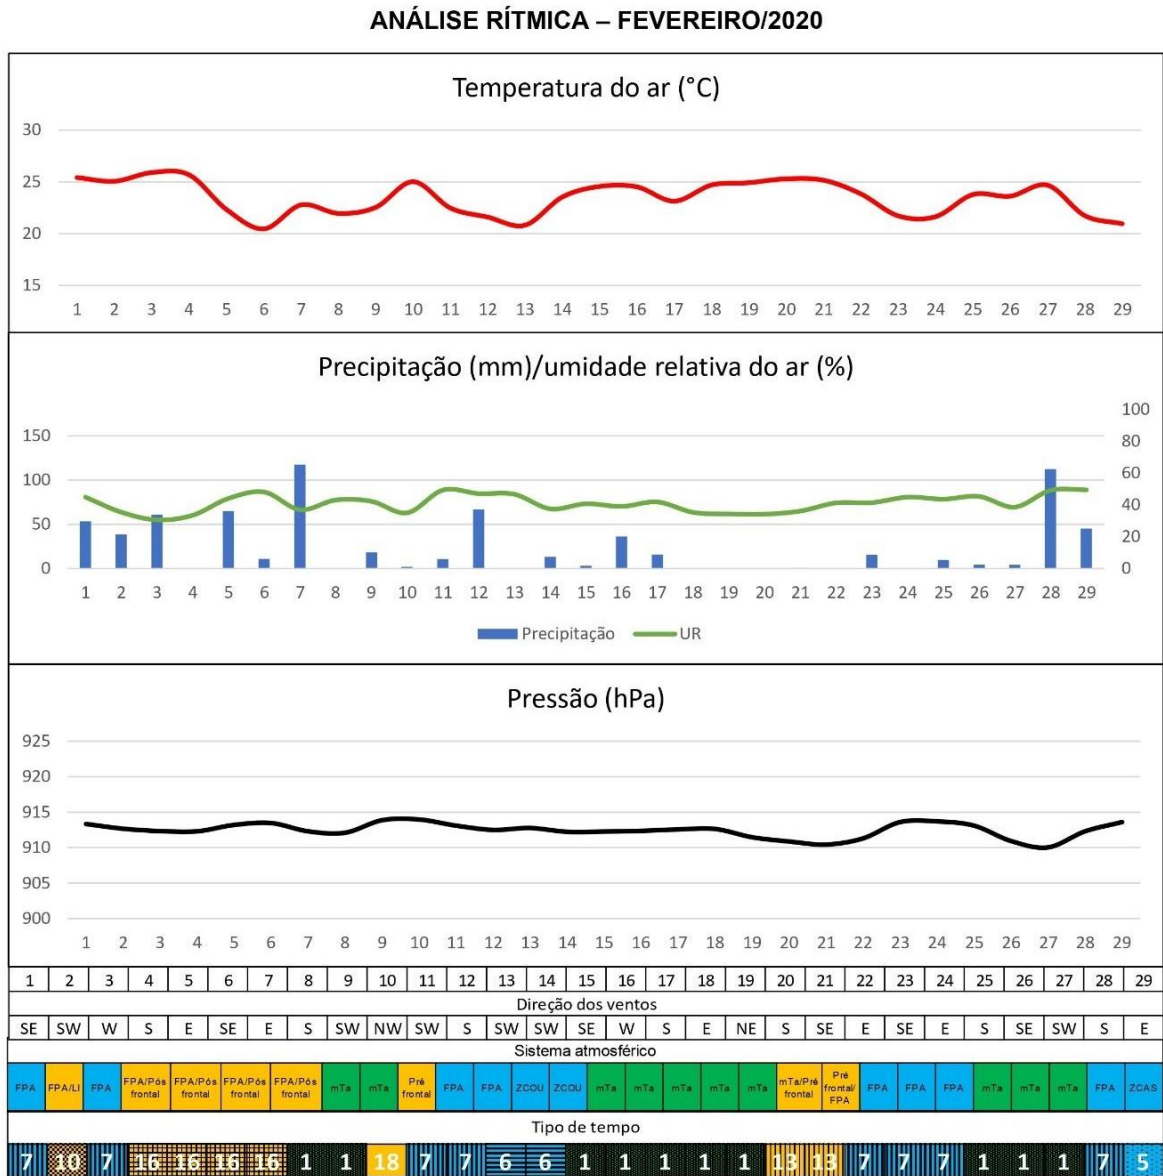 ANÁLISE RÍTMICA – FEVEREIRO/2020
Temperatura do ar (°C)
30
25
20
15
1 2 3 4 5 6 7 8 9 10 11 12 13 14 15 16 17 18 19 20 21 22 23 24 25 26 27 28 29
Precipitação (mm)/umidade relativa do ar (%)
150
100
50
0
100
80
60
40
20
0
1 2 3 4 5 6 7 8 9 10 11 12 13 14 15 16 17 18 19 20 21 22 23 24 25 26 27 28 29
Precipitação UR
Pressão (hPa)
925
920
915
910
905
900
1 2 3 4 5 6 7 8 9 10 11 12 13 14 15 16 17 18 19 20 21 22 23 24 25 26 27 28 29
1 2 3 4 5 6 7 8 9 10 11 12 13 14 15 16 17 18 19 20 21 22 23 24 25 26 27 28 29
Direção dos ventos
SE SW W S E SE E S SW NW SW S SW SW SE W S E NE S SE E SE E S SE SW S E
Sistema atmosférico
FPA FPA/LI FPA FPA/Pós frontal FPA/Pós frontal FPA/Pós frontal FPA/Pós frontal mTa mTa Pré frontal FPA FPA ZCOU ZCOU mTa mTa mTa mTa mTa mTa/Pré frontal Pré frontal/ FPA FPA FPA FPA mTa mTa mTa FPA ZCAS
Tipo de tempo
7 10 7 16 16 16 16 1 1 18 7 7 6 6 1 1 1 1 1 13 13 7 7 7 1 1 1 7 5